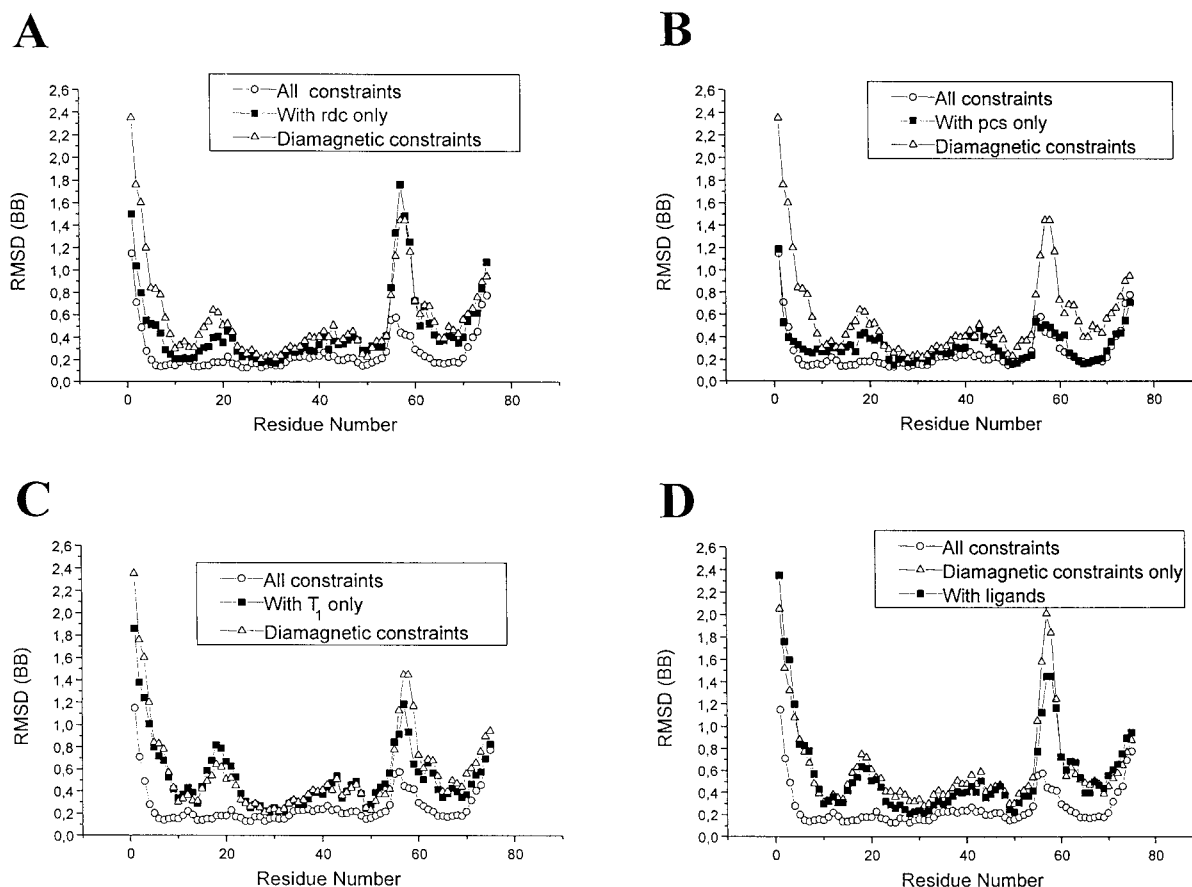 A
All constraints
With rdc only
Diamagnetic constraints
2,6
2,4
2,2
2,0
1,8
1,6
1,4
1,2
1,0
0,8
0,6
0,4
0,2
0,0
RMSD (BB)
0 20 40 60 80
Residue Number
B
All constraints
With pcs only
Diamagnetic constraints
2,6
2,4
2,2
2,0
1,8
1,6
1,4
1,2
1,0
0,8
0,6
0,4
0,2
0,0
RMSD (BB)
0 20 40 60 80
Residue Number
C
All constraints
With T1 only
Diamagnetic constraints
2,6
2,4
2,2
2,0
1,8
1,6
1,4
1,2
1,0
0,8
0,6
0,4
0,2
0,0
RMSD (BB)
0 20 40 60 80
Residue Number
D
All constraints
Diamagnetic constraints only
With ligands
2,6
2,4
2,2
2,0
1,8
1,6
1,4
1,2
1,0
0,8
0,6
0,4
0,2
0,0
RMSD (BB)
0 20 40 60 80
Residue Number